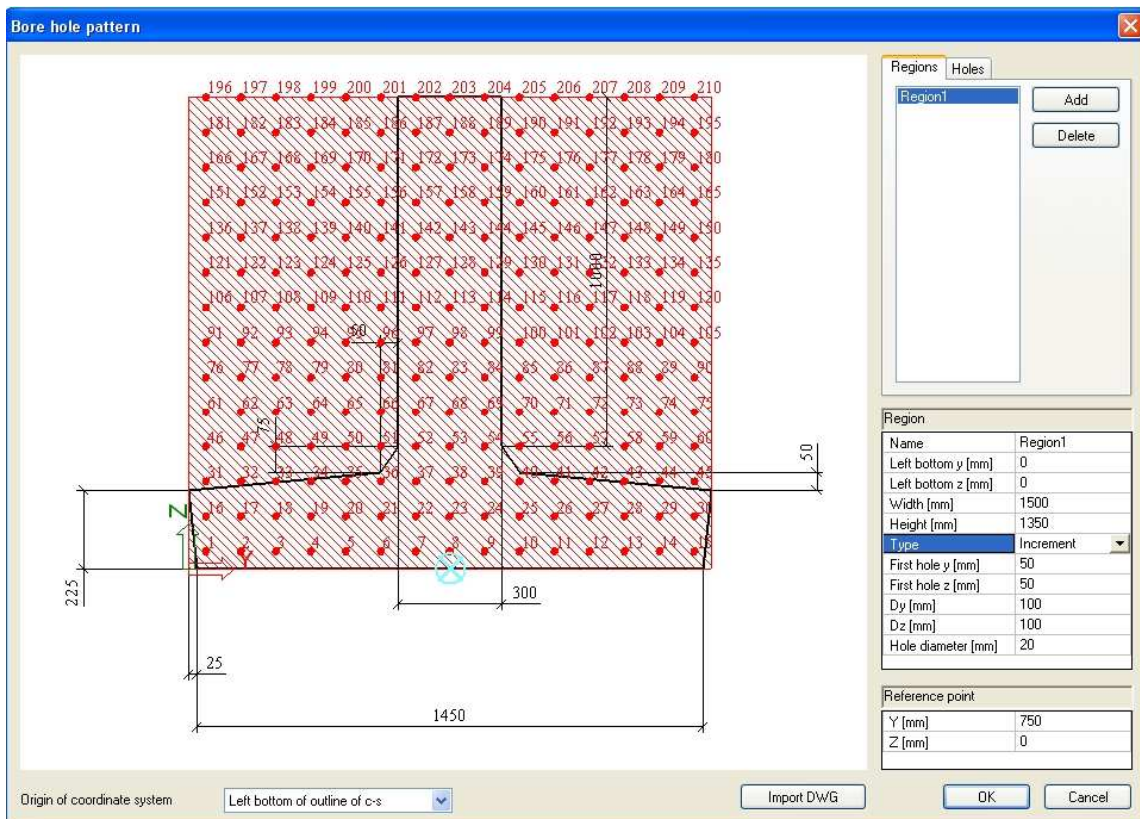 Bore hole pattern
196 197 198 199 200 201 202 203 204 205 206 207 208 209 210
181 182 183 184 185 186 187 188 189 190 191 192 193 194 195
166 167 168 169 170 171 172 173 174 175 176 177 178 179 180
151 152 153 154 155 156 157 158 159 160 161 162 163 164 165
136 137 138 139 140 141 142 143 144 145 146 147 148 149 150
121 122 123 124 125 126 127 128 129 130 131 132 133 134 135
1000
106 107 108 109 110 111 112 113 114 115 116 117 118 119 120
91 92 93 94 95 96 97 98 99 100 101 102 103 104 105
60
76 77 78 79 80 81 82 83 84 85 86 87 88 89 90
61 62 63 64 65 66 67 68 69 70 71 72 73 74 75
75
46 47 48 49 50 51 52 53 54 55 56 57 58 59 60
50
31 32 33 34 35 36 37 38 39 40 41 42 43 44 45
16 17 18 19 20 21 22 23 24 25 26 27 28 29 30
Z
1 2 3 4 5 6 7 8 9 10 11 12 13 14 15
Y
225
300
25
1450
Origin of coordinate system
Left bottom of outline of c-s
Import DWG
Regions Holes
Region1
Add
Delete
Region
Name Region1
Left bottom y [mm] 0
Left bottom z [mm] 0
Width [mm] 1500
Height [mm] 1350
Type Increment
First hole y [mm] 50
First hole z [mm] 50
Dy [mm] 100
Dz [mm] 100
Hole diameter [mm] 20
Reference point
Y [mm] 750
Z [mm] 0
OK
Cancel